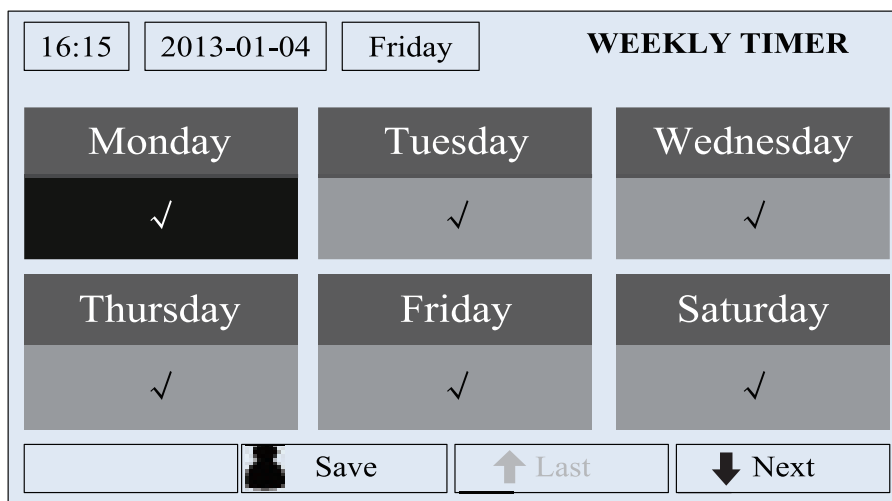 16:15 2013-01-04 Friday WEEKLY TIMER
Monday Tuesday Wednesday
√ √ √
Thursday Friday Saturday
√ √ √
Save Last Next